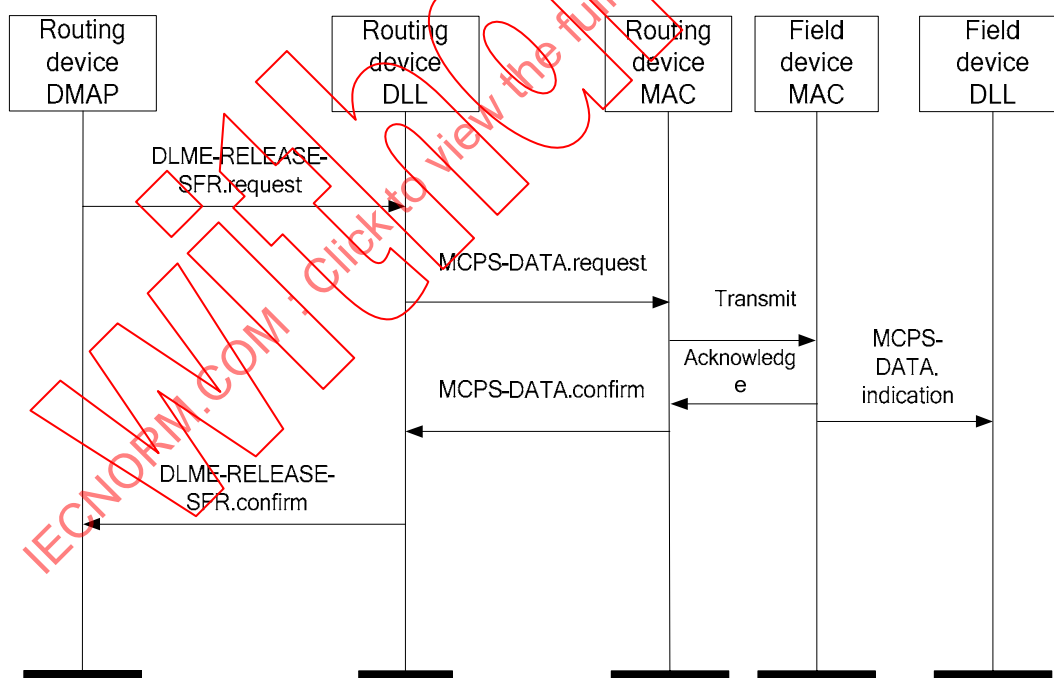 Routing
device
DMAP
Routing
device
DLL
Routing
device
MAC
Field
device
MAC
Field
device
DLL
DLME-RELEASE-
SFR.request
MCPS-DATA.request
Transmit
Acknowledg
e
MCPS-
DATA.
indication
MCPS-DATA.confirm
DLME-RELEASE-
SFR.confirm
IECNORM.COM : Click to view the full